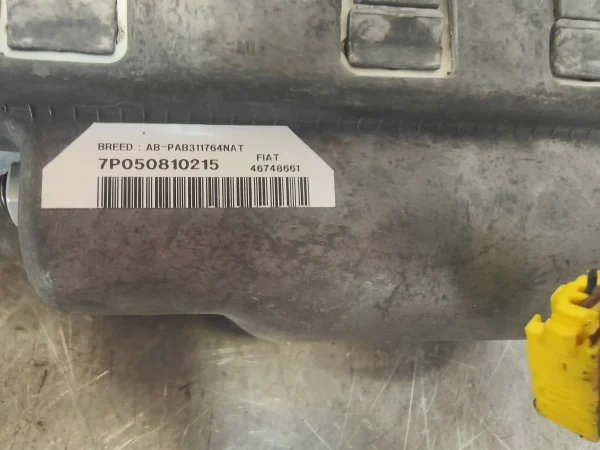 BREED : AB-PAB311764NAT
7P050810215
FIAT
46748661